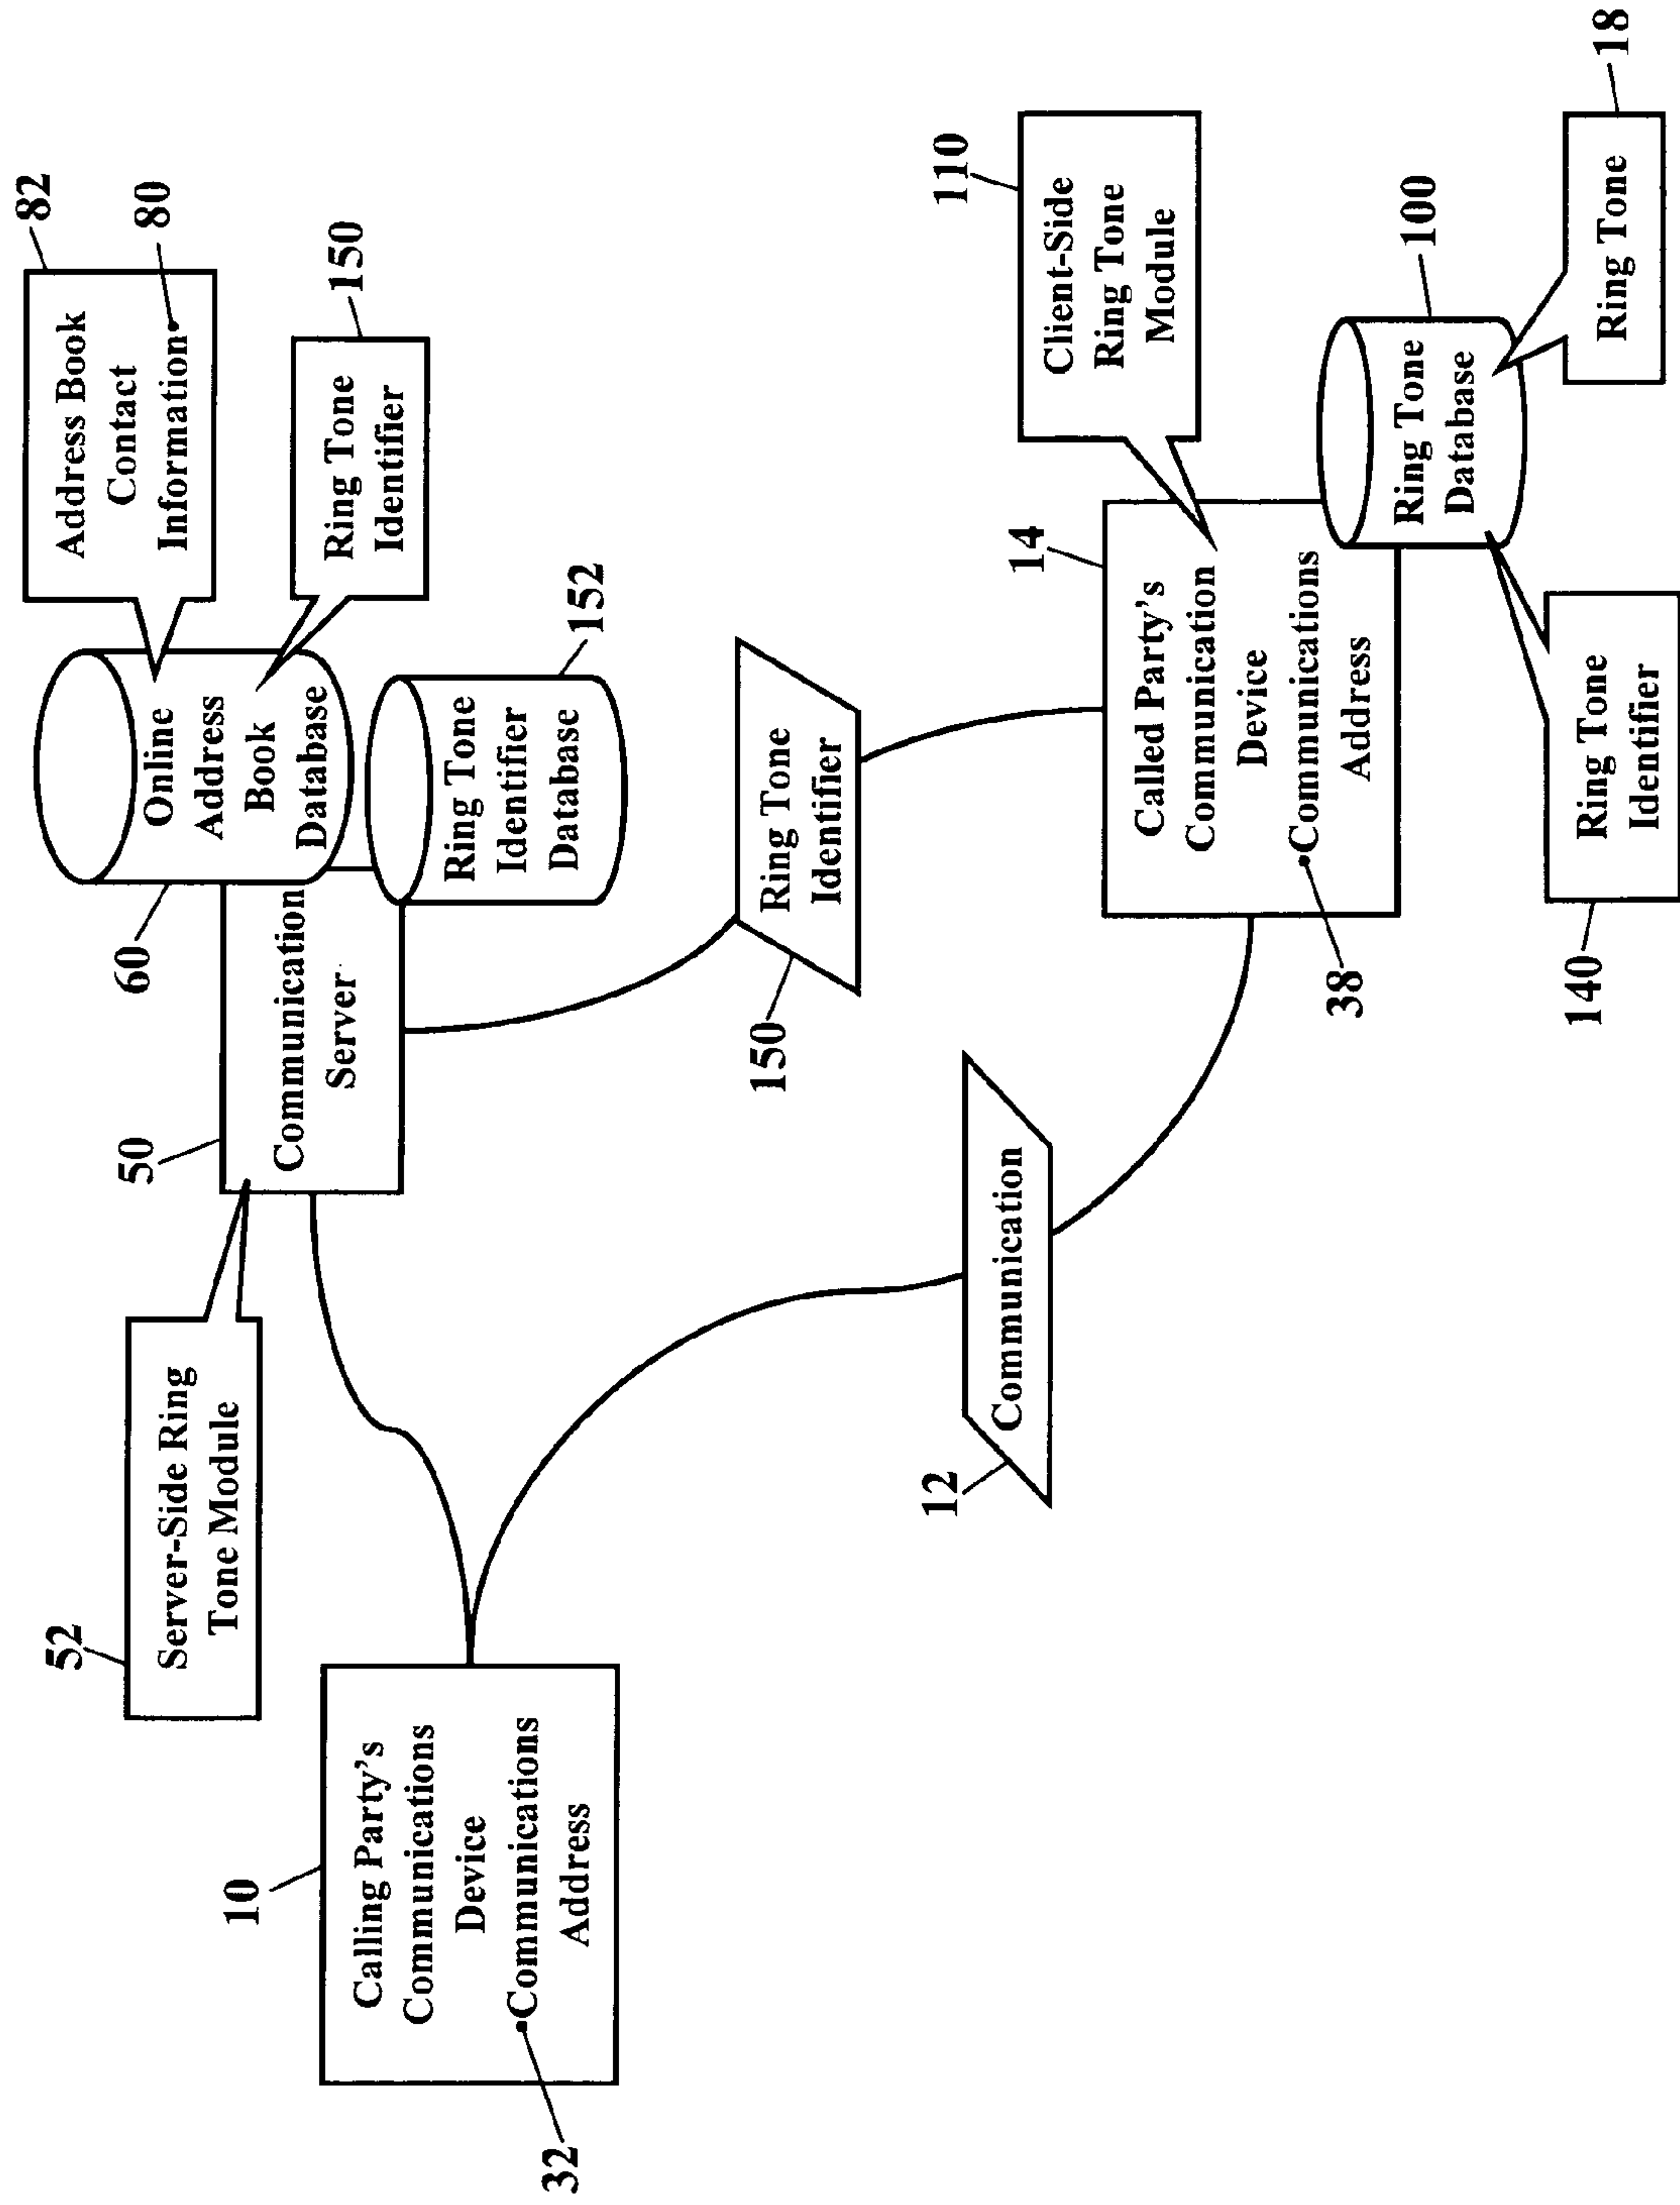 82
Address Book
Contact
Information
80
150
Ring Tone
Identifier
60
Online
Address
Book
Database
Ring Tone
Identifier
Database
152
50
Communication
Server
52
Server-Side Ring
Tone Module
10
Calling Party's
Communications
Device
•Communications
Address
32
Ring Tone
Identifier
150
12
Communication
14
Called Party's
Communication
Device
•Communications
Address
38
110
Client-Side
Ring Tone
Module
Ring Tone
Database
100
140
Ring Tone
Identifier
Ring Tone
18